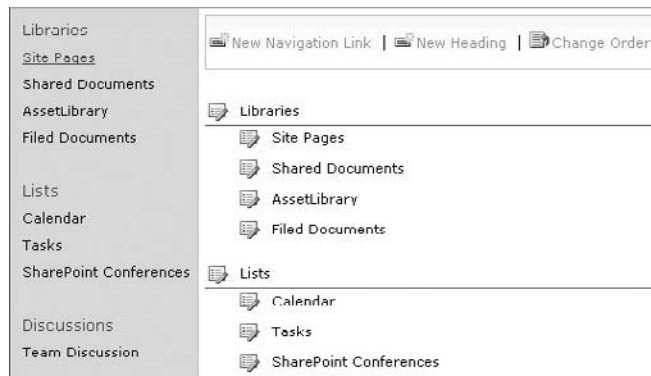 Libraries
Site Pages
Shared Documents
AssetLibrary
Filed Documents
Lists
Calendar
Tasks
SharePoint Conferences
Discussions
Team Discussion
New Navigation Link | New Heading | Change Order
Libraries
Site Pages
Shared Documents
AssetLibrary
Filed Documents
Lists
Calendar
Tasks
SharePoint Conferences